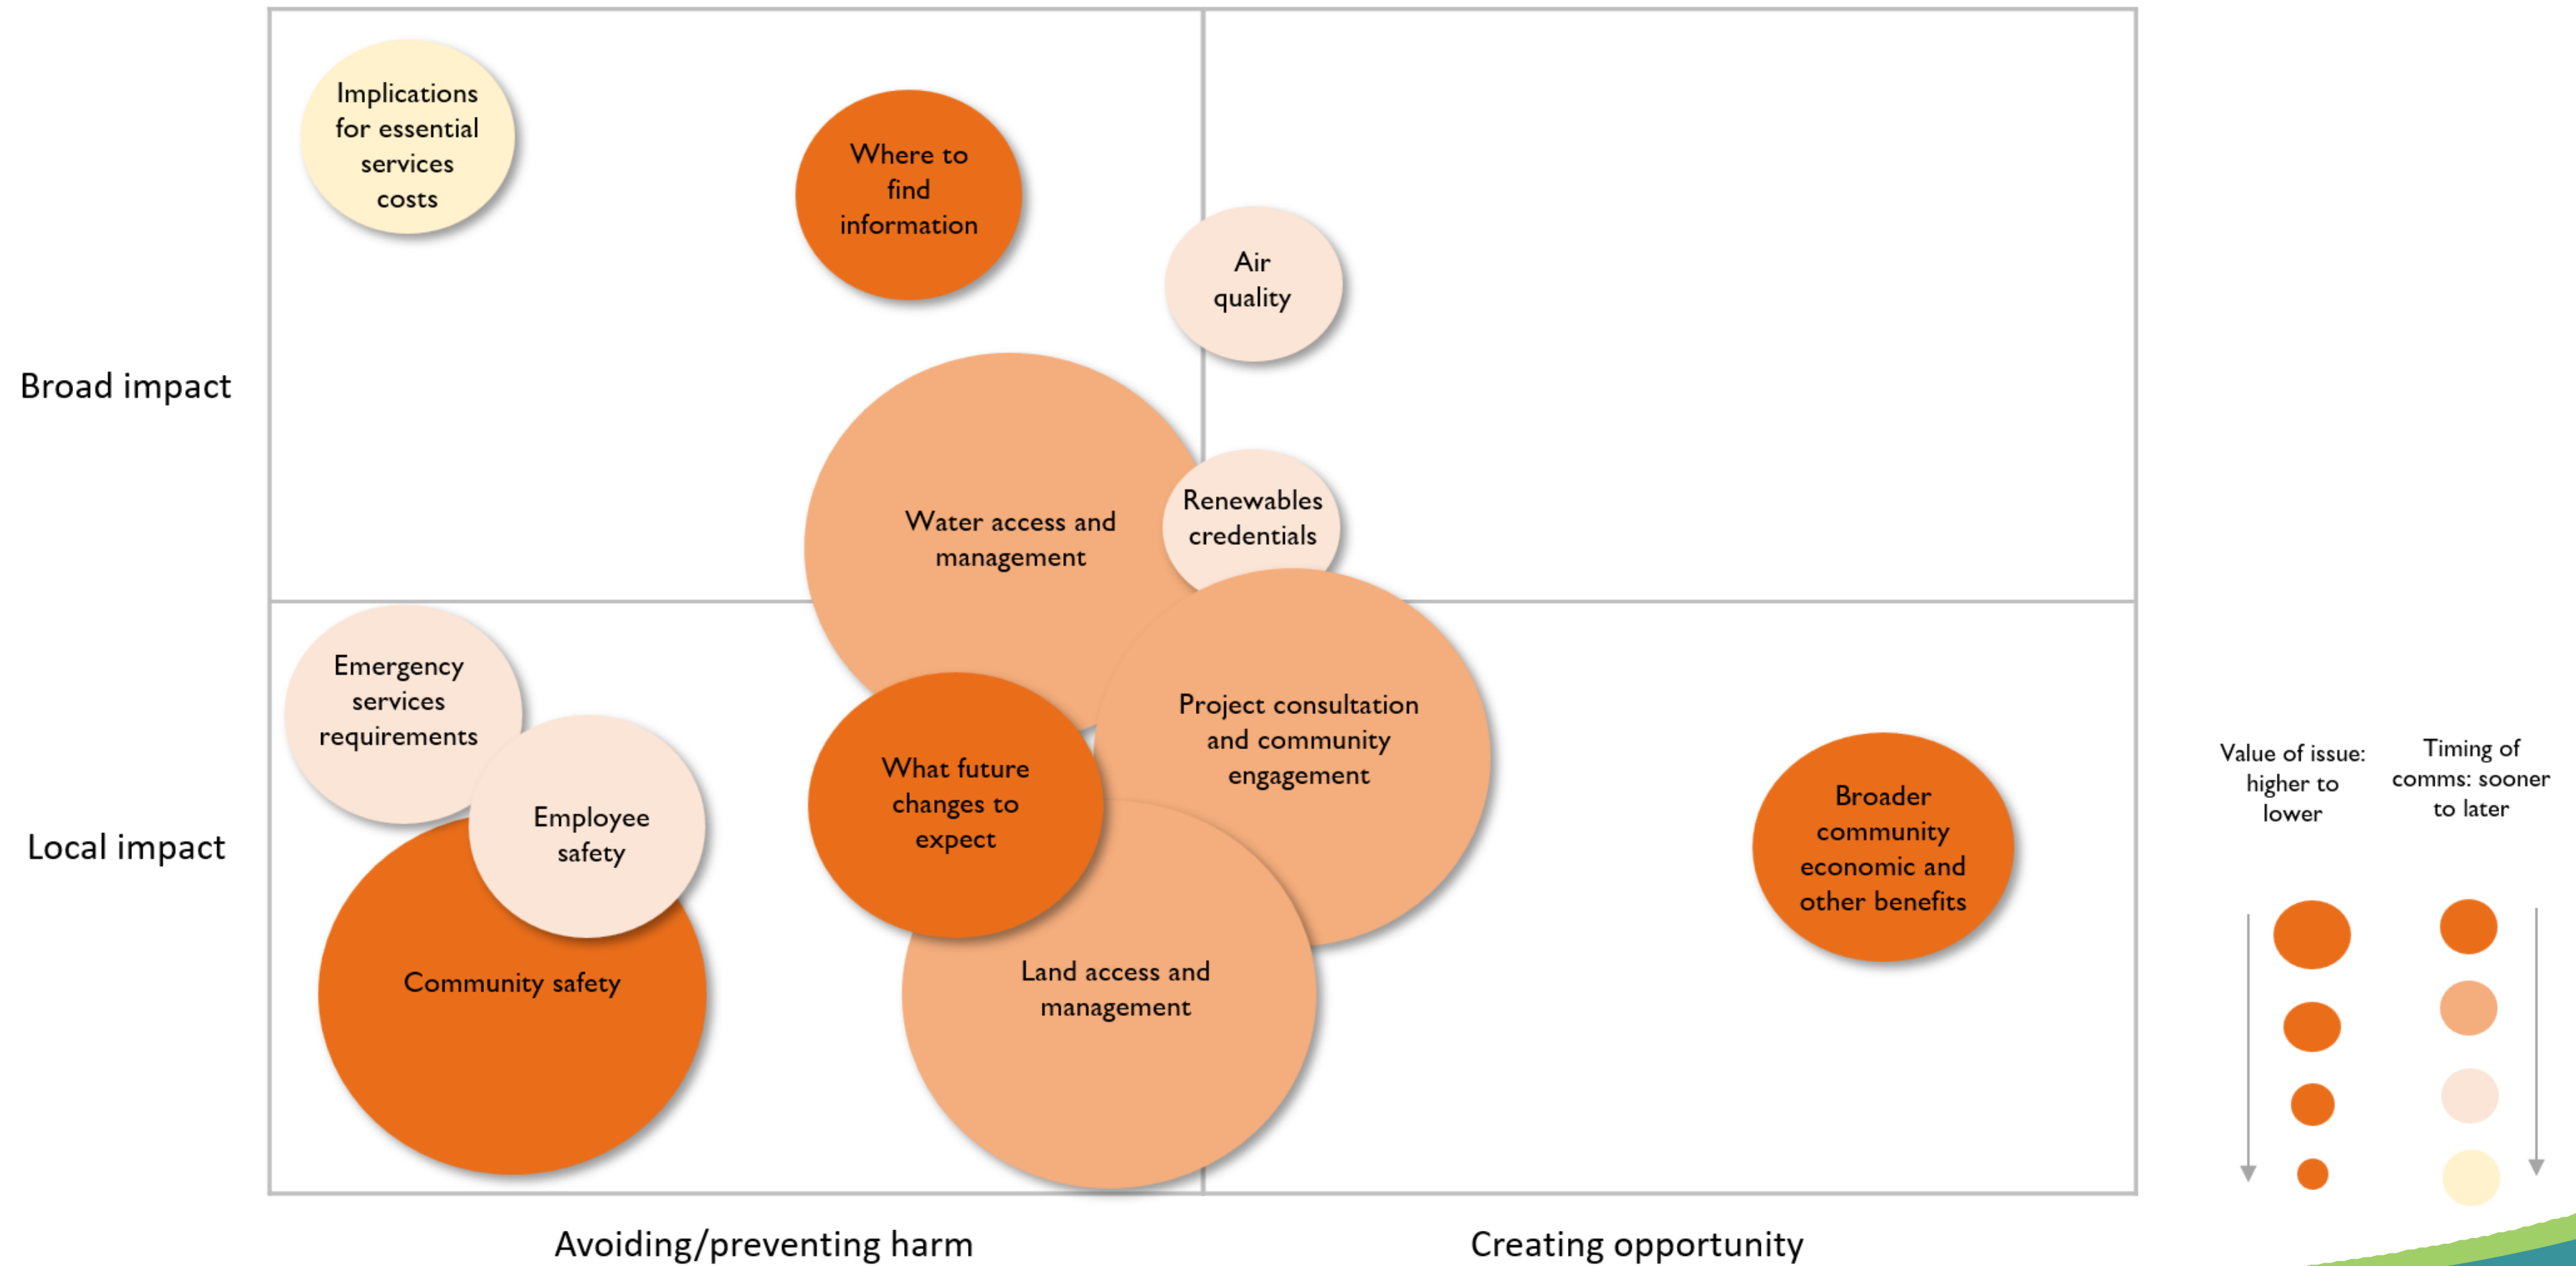 Implications
for essential
services
costs
Where to
find
information
Air
quality
Broad impact
Water access and
management
Renewables
credentials
Emergency
services
requirements
Employee
safety
Community safety
What future
changes to
expect
Project consultation
and community
engagement
Land access and
management
Broader
community
economic and
other benefits
Local impact
Value of issue:
higher to
lower
Timing of
comms: sooner
to later
Avoiding/preventing harm
Creating opportunity